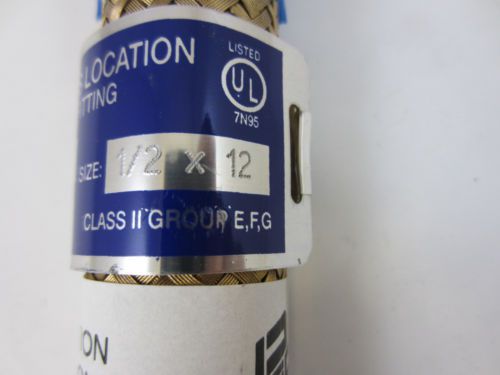 LOCATION
TTING
LISTED
UL
7N95
SIZE: 1/2 X 12
CLASS II GROUP E,F,G
ION